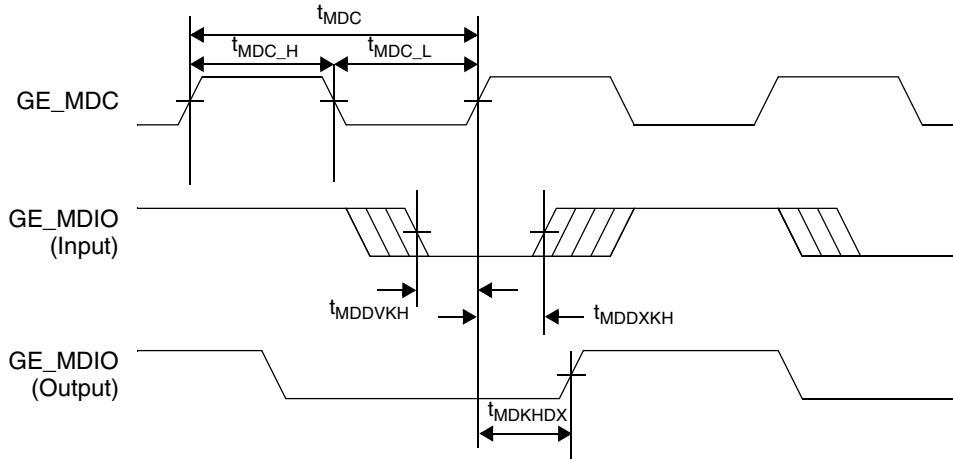 tMDC
tMDC_H
tMDC_L
GE_MDC
GE_MDIO
(Input)
tMDDVKH
tMDDXKH
GE_MDIO
(Output)
tMDKHDX